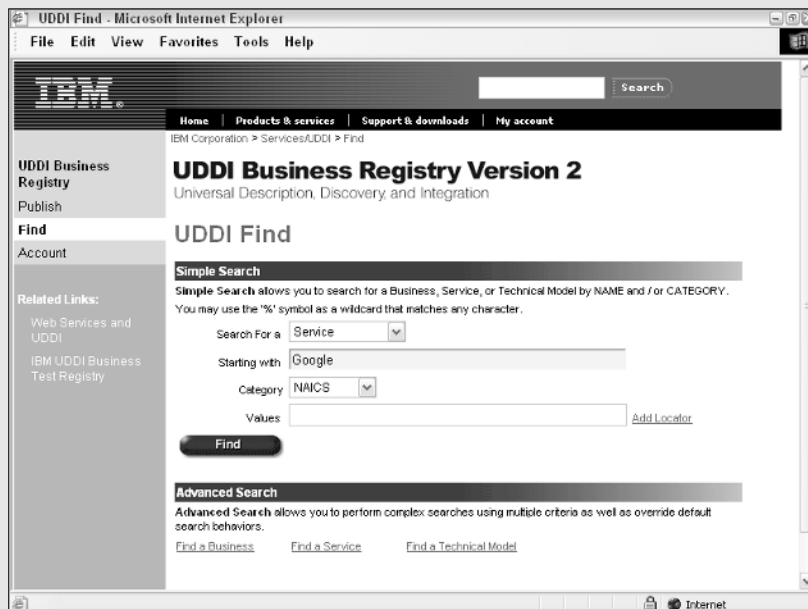 UDDI Find - Microsoft Internet Explorer
File Edit View Favorites Tools Help
IBM®
Search
Home | Products & services | Support & downloads | My account
IBM Corporation > Services/UDDI > Find
UDDI Business
Registry
Publish
Find
Account
Related Links:
Web Services and
UDDI
IBM UDDI Business
Test Registry
UDDI Business Registry Version 2
Universal Description, Discovery, and Integration
UDDI Find
Simple Search
Simple Search allows you to search for a Business, Service, or Technical Model by NAME and / or CATEGORY.
You may use the '%' symbol as a wildcard that matches any character.
Search For a Service
Starting with Google
Category NAICS
Values Add Locator
Find
Advanced Search
Advanced Search allows you to perform complex searches using multiple criteria as well as override default
search behaviors.
Find a Business Find a Service Find a Technical Model
Internet